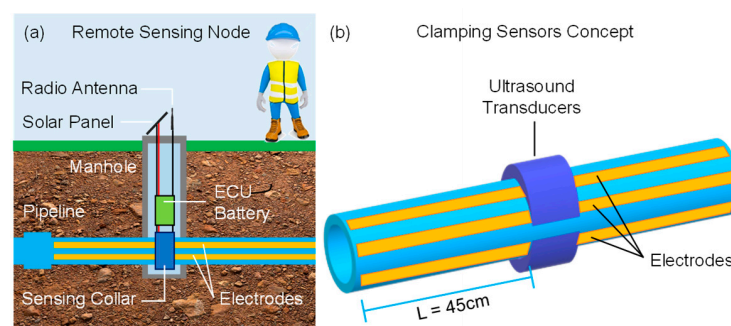 (a) Remote Sensing Node
Radio Antenna
Solar Panel
Manhole
ECU
Battery
Pipeline
Sensing Collar
Electrodes
(b) Clamping Sensors Concept
Ultrasound
Transducers
Electrodes
L = 45cm